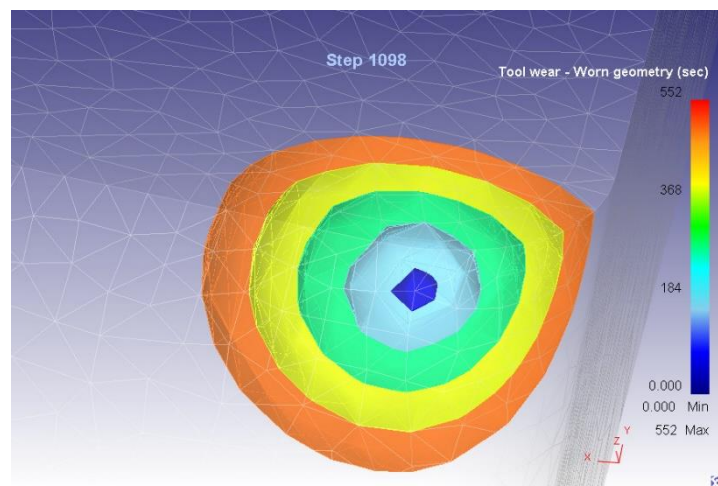 Step 1098
Tool wear - Worn geometry (sec)
552
368
184
0.000
0.000 Min
552 Max
Y
Z
X